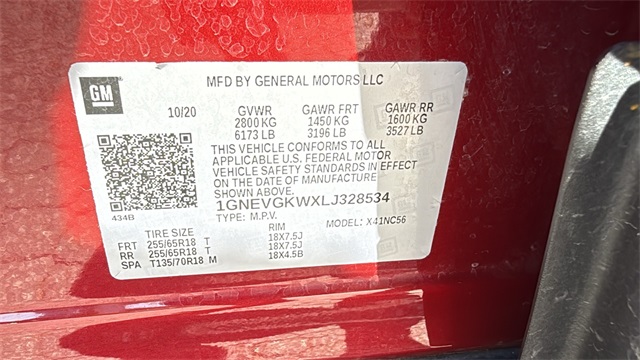 GM
MFD BY GENERAL MOTORS LLC
10/20 GVWR GAWR FRT GAWR RR
2800 KG 1450 KG 1600 KG
6173 LB 3196 LB 3527 LB
THIS VEHICLE CONFORMS TO ALL
APPLICABLE U.S. FEDERAL MOTOR
VEHICLE SAFETY STANDARDS IN EFFECT
ON THE DATE OF MANUFACTURE
SHOWN ABOVE.
1GNEVGKWXLJ328534
434B
TYPE: M.P.V. MODEL: X41NC56
TIRE SIZE RIM
FRT 255/65R18 T 18X7.5J
RR 255/65R18 T 18X7.5J
SPA T135/70R18 M 18X4.5B